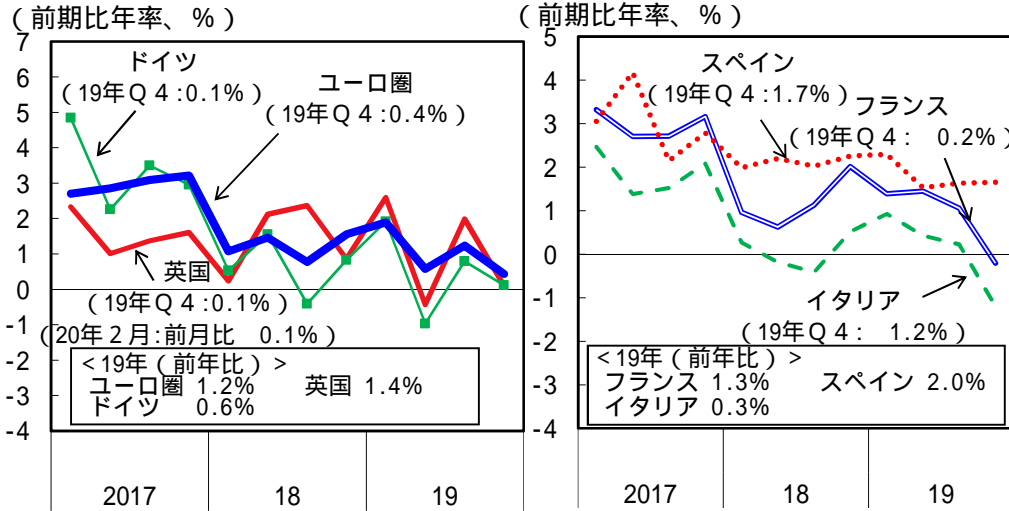 (前期比年率、%)
7
6
5
4
3
2
1
0
-1
-2
-3
-4
ドイツ
(19年Q4:0.1%)
ユーロ圏
(19年Q4:0.4%)
英国
(19年Q4:0.1%)
(20年2月:前月比 0.1%)
<19年(前年比)>
ユーロ圏 1.2% 英国 1.4%
ドイツ 0.6%
2017 18 19
(前期比年率、%)
5
4
3
2
1
0
-1
-2
-3
-4
スペイン
(19年Q4:1.7%)
フランス
(19年Q4: 0.2%)
イタリア
(19年Q4: 1.2%)
<19年(前年比)>
フランス 1.3% スペイン 2.0%
イタリア 0.3%
2017 18 19